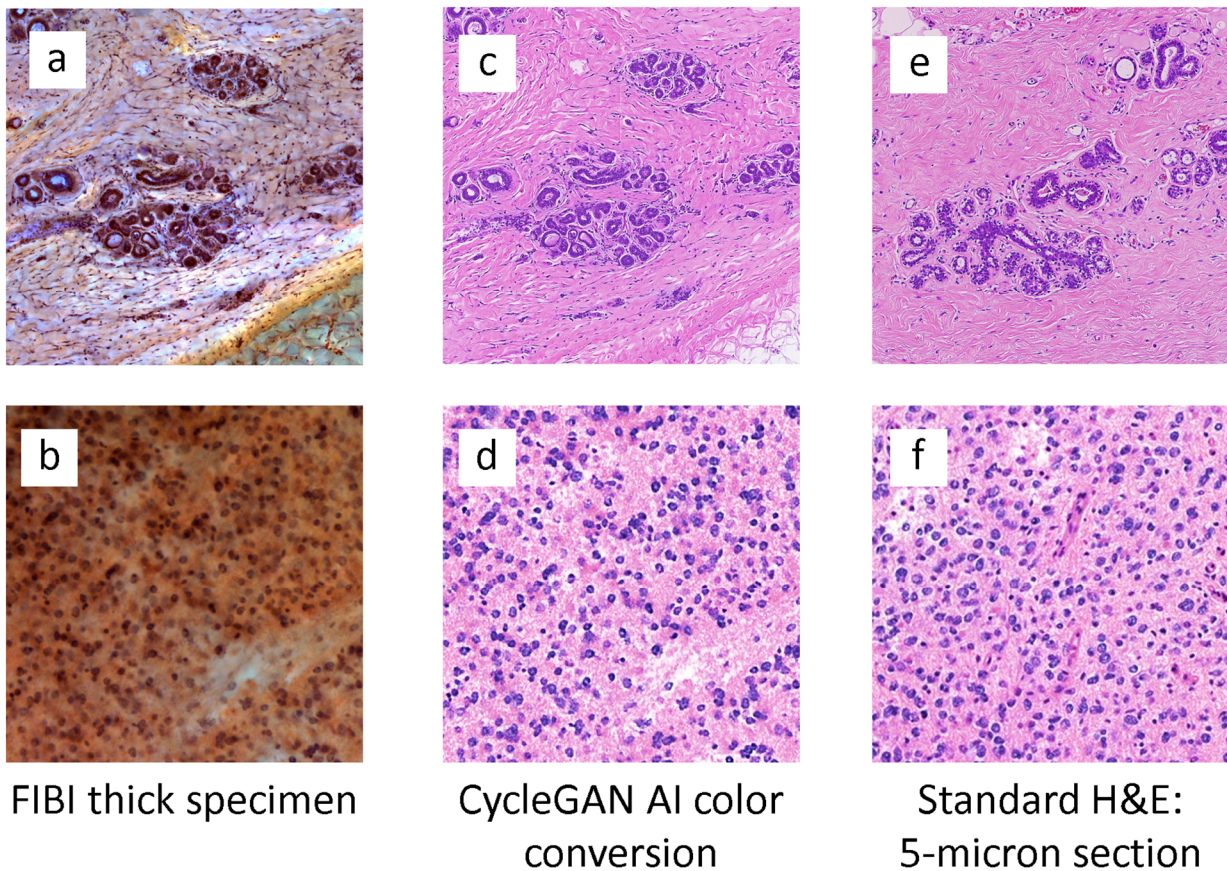 a
c
e
b
d
f
FIBI thick specimen
CycleGAN AI color
conversion
Standard H&E:
5-micron section